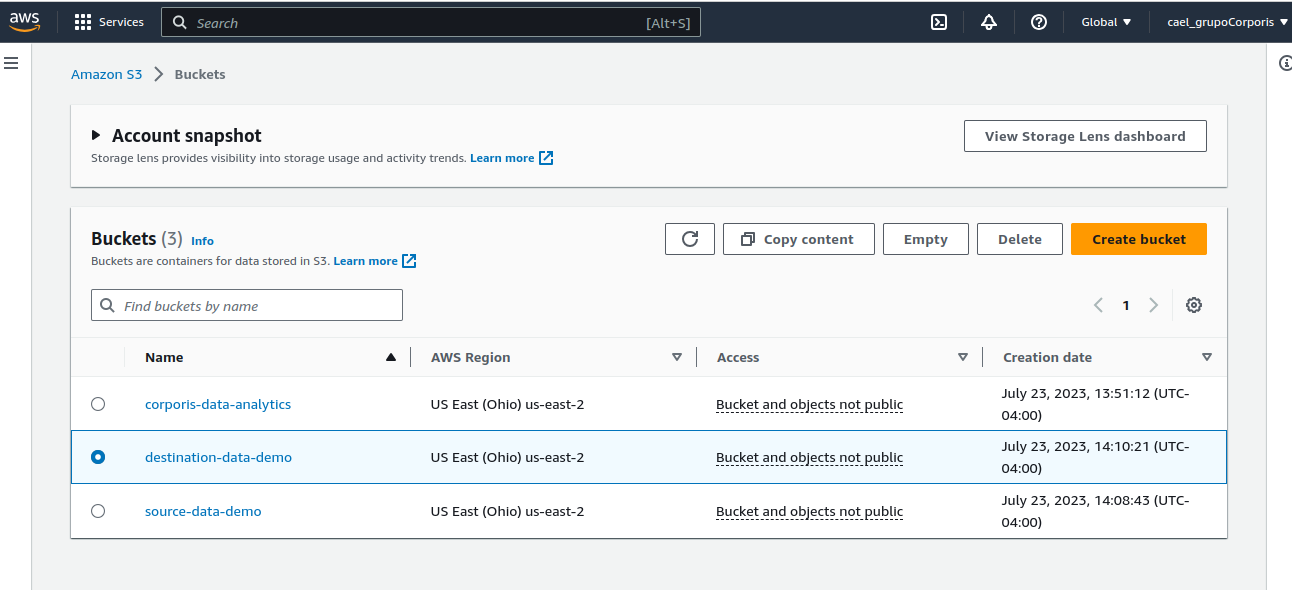 aws Services Search [Alt+S] Global cael_grupoCorporis
Amazon S3 Buckets
Account snapshot
View Storage Lens dashboard
Storage lens provides visibility into storage usage and activity trends. Learn more
Buckets (3) Info
Copy content Empty Delete Create bucket
Buckets are containers for data stored in S3. Learn more
Find buckets by name
1
Name AWS Region Access Creation date
corporis-data-analytics US East (Ohio) us-east-2 Bucket and objects not public July 23, 2023, 13:51:12 (UTC-
04:00)
destination-data-demo US East (Ohio) us-east-2 Bucket and objects not public July 23, 2023, 14:10:21 (UTC-
04:00)
source-data-demo US East (Ohio) us-east-2 Bucket and objects not public July 23, 2023, 14:08:43 (UTC-
04:00)